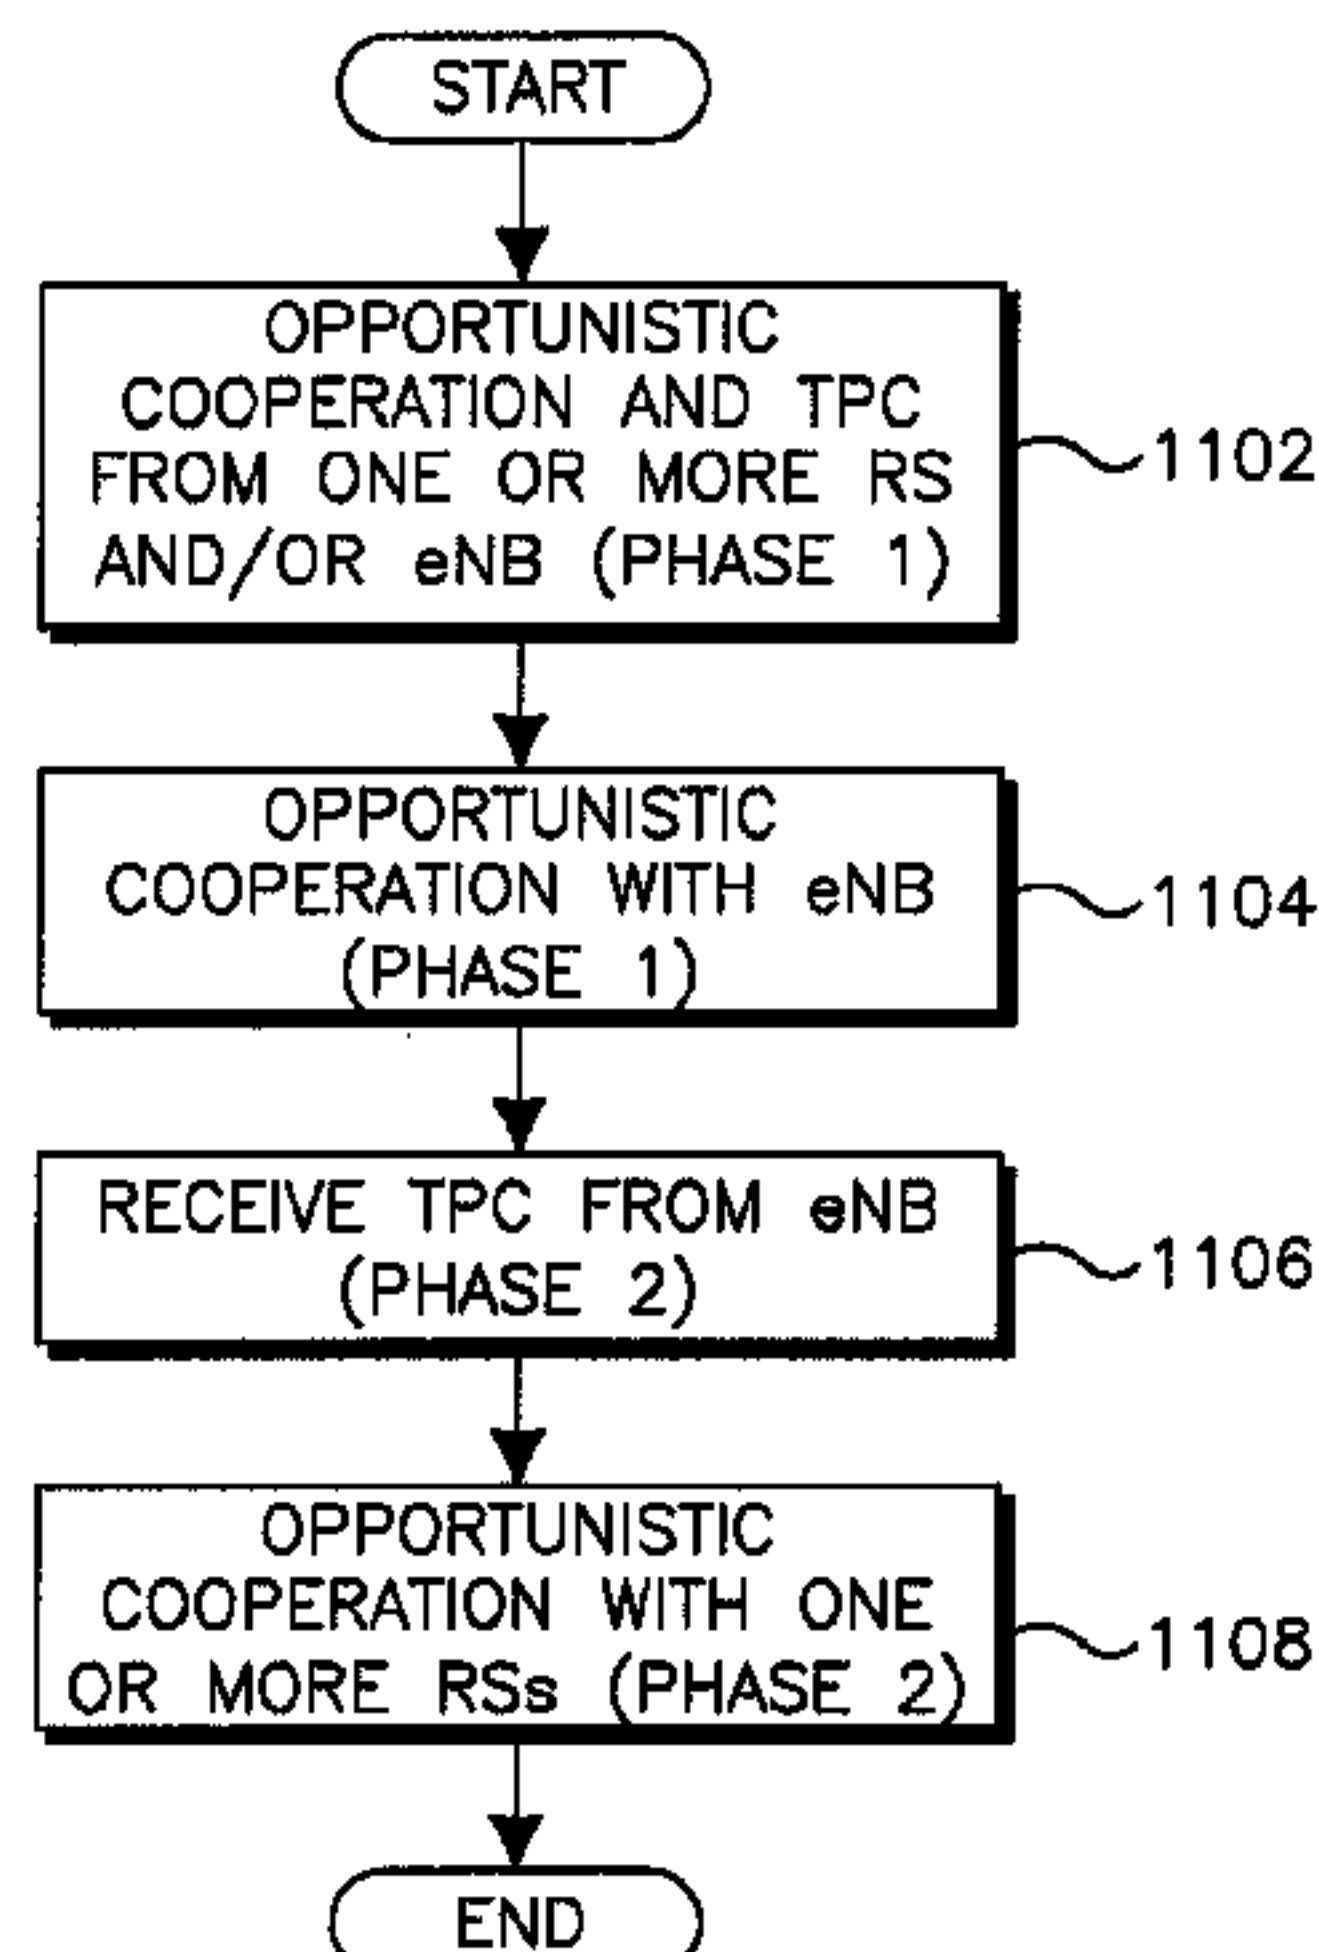 START
OPPORTUNISTIC
COOPERATION AND TPC
FROM ONE OR MORE RS
AND/OR eNB (PHASE 1)
1102
OPPORTUNISTIC
COOPERATION WITH eNB
(PHASE 1)
1104
RECEIVE TPC FROM eNB
(PHASE 2)
1106
OPPORTUNISTIC
COOPERATION WITH ONE
OR MORE RSs (PHASE 2)
1108
END